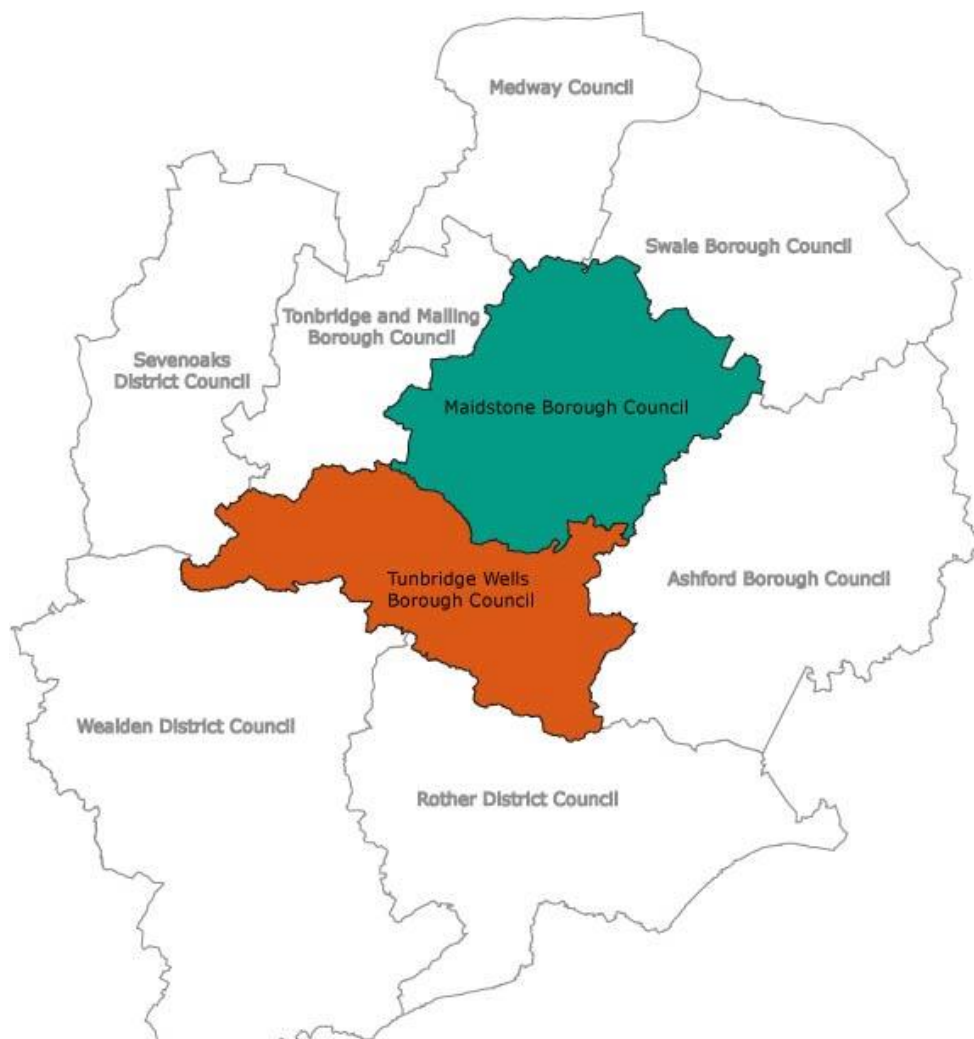 Medway Council
Swale Borough Council
Tonbridge and Malling
Borough Council
Sevenoaks
District Council
Maidstone Borough Council
Tunbridge Wells
Borough Council
Ashford Borough Council
Wealden District Council
Rother District Council